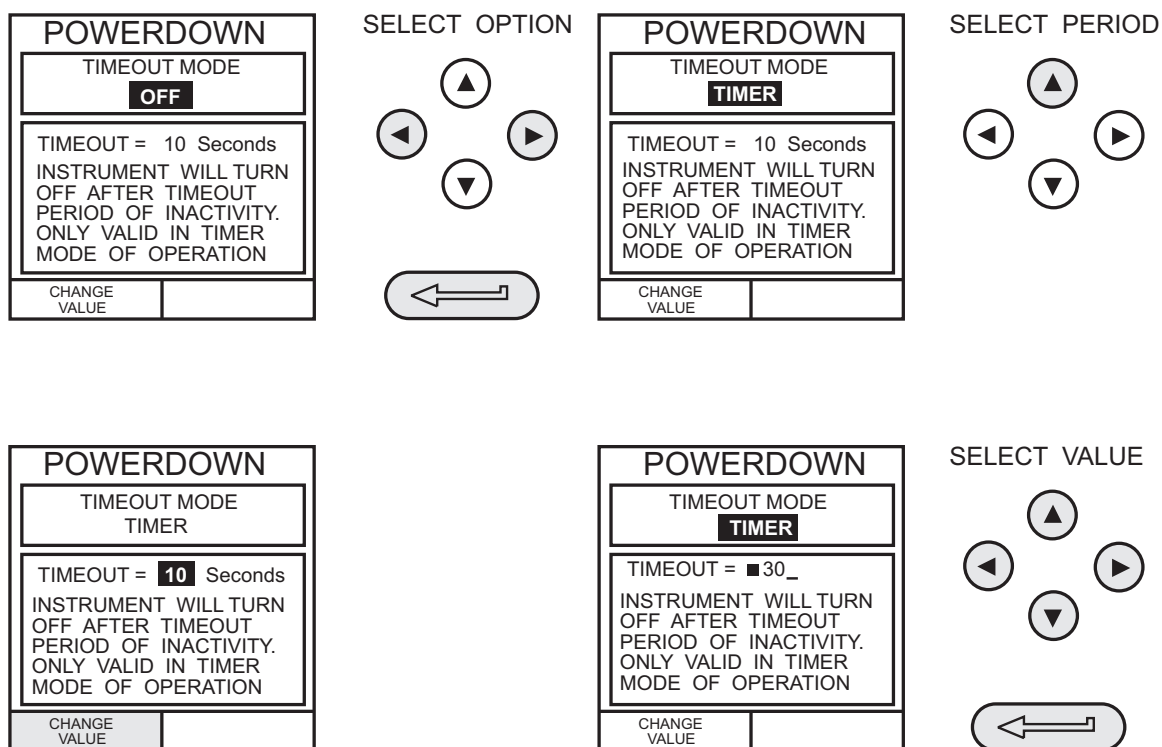 POWERDOWN
TIMEOUT MODE
OFF
TIMEOUT = 10 Seconds
INSTRUMENT WILL TURN
OFF AFTER TIMEOUT
PERIOD OF INACTIVITY.
ONLY VALID IN TIMER
MODE OF OPERATION
CHANGE
VALUE
SELECT OPTION
POWERDOWN
TIMEOUT MODE
TIMER
TIMEOUT = 10 Seconds
INSTRUMENT WILL TURN
OFF AFTER TIMEOUT
PERIOD OF INACTIVITY.
ONLY VALID IN TIMER
MODE OF OPERATION
CHANGE
VALUE
SELECT PERIOD
POWERDOWN
TIMEOUT MODE
TIMER
TIMEOUT = 10 Seconds
INSTRUMENT WILL TURN
OFF AFTER TIMEOUT
PERIOD OF INACTIVITY.
ONLY VALID IN TIMER
MODE OF OPERATION
CHANGE
VALUE
POWERDOWN
TIMEOUT MODE
TIMER
TIMEOUT = ■30_
INSTRUMENT WILL TURN
OFF AFTER TIMEOUT
PERIOD OF INACTIVITY.
ONLY VALID IN TIMER
MODE OF OPERATION
CHANGE
VALUE
SELECT VALUE